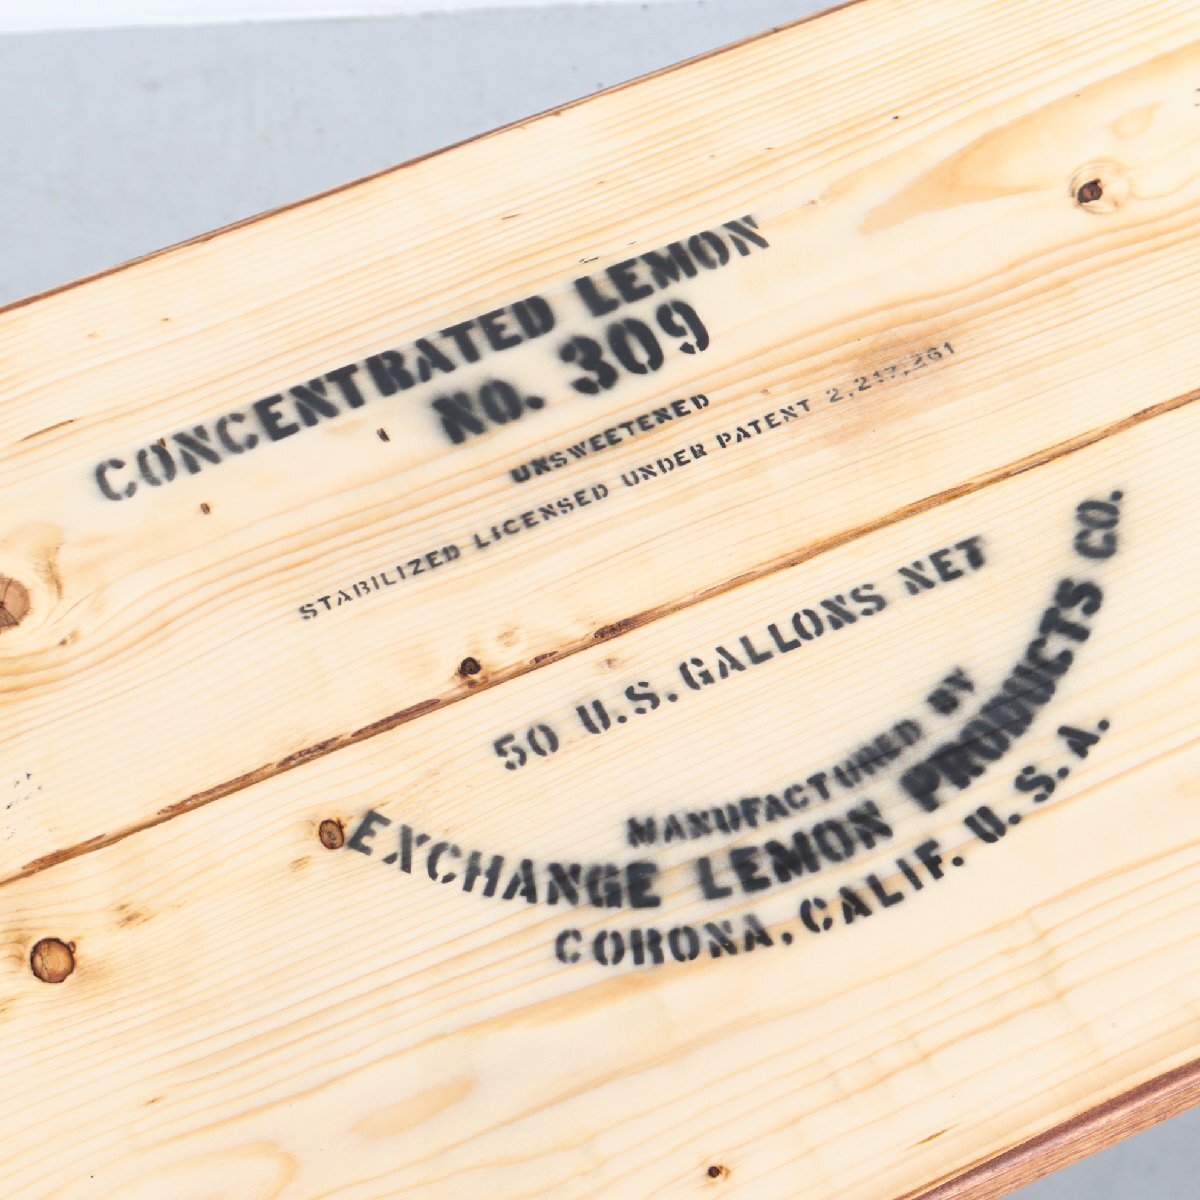 CONCENTRATED LEMON
NO. 309
UNSWEETENED
STABILIZED LICENSED UNDER PATENT 2,217,261
50 U.S. GALLONS NET
MANUFACTURED BY
EXCHANGE LEMON PRODUCTS CO.
CORONA, CALIF. U.S.A.